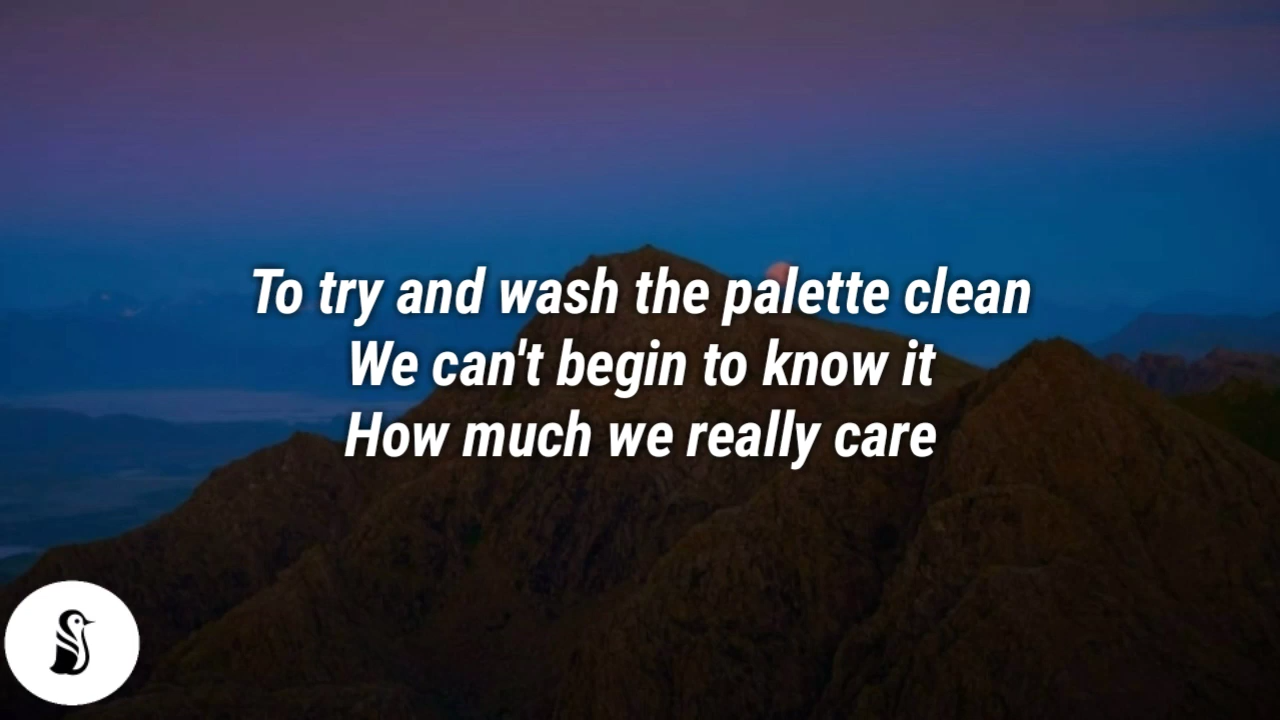 To try and wash the palette clean
We can't begin to know it
How much we really care